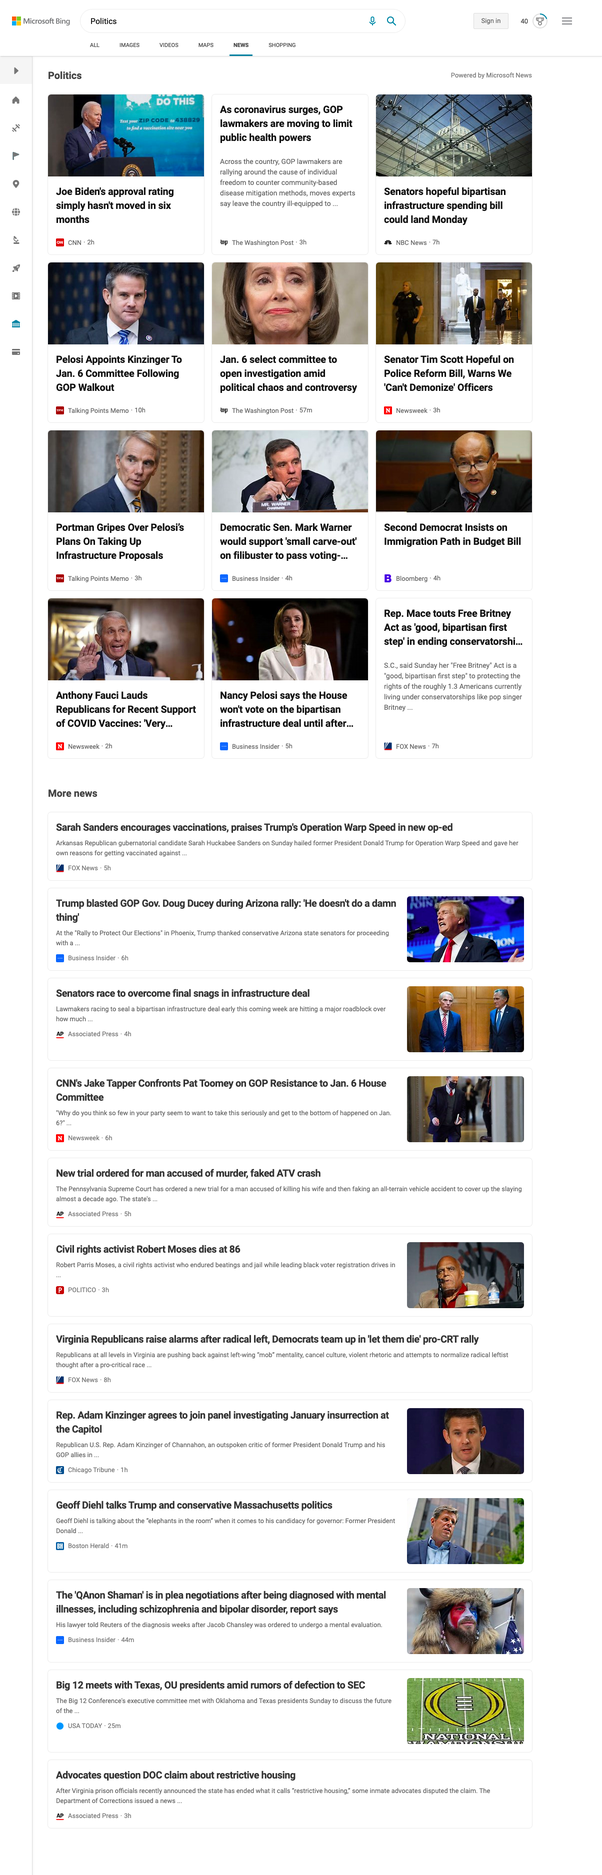 Microsoft Bing
Politics
Sign in
40
ALL
IMAGES
VIDEOS
MAPS
NEWS
SHOPPING
Politics
Powered by Microsoft News
DO THIS
Joe Biden's approval rating
simply hasn't moved in six
months
CNN · 2h
As coronavirus surges, GOP
lawmakers are moving to limit
public health powers
Across the country, GOP lawmakers are
rallying around the cause of individual
freedom to counter community-based
disease mitigation methods, moves experts
say leave the country ill-equipped to ...
The Washington Post · 3h
Senators hopeful bipartisan
infrastructure spending bill
could land Monday
NBC News · 7h
Pelosi Appoints Kinzinger To
Jan. 6 Committee Following
GOP Walkout
Talking Points Memo · 10h
Jan. 6 select committee to
open investigation amid
political chaos and controversy
The Washington Post · 57m
Senator Tim Scott Hopeful on
Police Reform Bill, Warns We
'Can't Demonize' Officers
Newsweek · 3h
Portman Gripes Over Pelosi's
Plans On Taking Up
Infrastructure Proposals
Talking Points Memo · 3h
MR. WARNER
Democratic Sen. Mark Warner
would support 'small carve-out'
on filibuster to pass voting-...
Business Insider · 4h
Second Democrat Insists on
Immigration Path in Budget Bill
Bloomberg · 4h
Anthony Fauci Lauds
Republicans for Recent Support
of COVID Vaccines: 'Very...
Newsweek · 2h
Nancy Pelosi says the House
won't vote on the bipartisan
infrastructure deal until after...
Business Insider · 5h
Rep. Mace touts Free Britney
Act as 'good, bipartisan first
step' in ending conservatorshi...
S.C., said Sunday her "Free Britney" Act is a
"good, bipartisan first step" to protecting the
rights of the roughly 1.3 Americans currently
living under conservatorships like pop singer
Britney ...
FOX News · 7h
More news
Sarah Sanders encourages vaccinations, praises Trump's Operation Warp Speed in new op-ed
Arkansas Republican gubernatorial candidate Sarah Huckabee Sanders on Sunday hailed former President Donald Trump for Operation Warp Speed and gave her
own reasons for getting vaccinated against ...
FOX News · 5h
Trump blasted GOP Gov. Doug Ducey during Arizona rally: 'He doesn't do a damn
thing'
At the "Rally to Protect Our Elections" in Phoenix, Trump thanked conservative Arizona state senators for proceeding
with a ...
Business Insider · 6h
Senators race to overcome final snags in infrastructure deal
Lawmakers racing to seal a bipartisan infrastructure deal early this coming week are hitting a major roadblock over
how much ...
AP Associated Press · 4h
CNN's Jake Tapper Confronts Pat Toomey on GOP Resistance to Jan. 6 House
Committee
"Why do you think so few in your party seem to want to take this seriously and get to the bottom of happened on Jan.
6?" ...
Newsweek · 6h
New trial ordered for man accused of murder, faked ATV crash
The Pennsylvania Supreme Court has ordered a new trial for a man accused of killing his wife and then faking an all-terrain vehicle accident to cover up the slaying
almost a decade ago. The state's ...
AP Associated Press · 5h
Civil rights activist Robert Moses dies at 86
Robert Parris Moses, a civil rights activist who endured beatings and jail while leading black voter registration drives in
...
POLITICO · 3h
Virginia Republicans raise alarms after radical left, Democrats team up in 'let them die' pro-CRT rally
Republicans at all levels in Virginia are pushing back against left-wing "mob" mentality, cancel culture, violent rhetoric and attempts to normalize radical leftist
thought after a pro-critical race ...
FOX News · 8h
Rep. Adam Kinzinger agrees to join panel investigating January insurrection at
the Capitol
Republican U.S. Rep. Adam Kinzinger of Channahon, an outspoken critic of former President Donald Trump and his
GOP allies in ...
Chicago Tribune · 1h
Geoff Diehl talks Trump and conservative Massachusetts politics
Geoff Diehl is talking about the "elephants in the room" when it comes to his candidacy for governor: Former President
Donald ...
Boston Herald · 41m
The 'QAnon Shaman' is in plea negotiations after being diagnosed with mental
illnesses, including schizophrenia and bipolar disorder, report says
His lawyer told Reuters of the diagnosis weeks after Jacob Chansley was ordered to undergo a mental evaluation.
Business Insider · 44m
Big 12 meets with Texas, OU presidents amid rumors of defection to SEC
The Big 12 Conference's executive committee met with Oklahoma and Texas presidents Sunday to discuss the future
of the ...
USA TODAY · 25m
NATIONAL
Advocates question DOC claim about restrictive housing
After Virginia prison officials recently announced the state has ended what it calls "restrictive housing," some inmate advocates disputed the claim. The
Department of Corrections issued a news ...
AP Associated Press · 3h